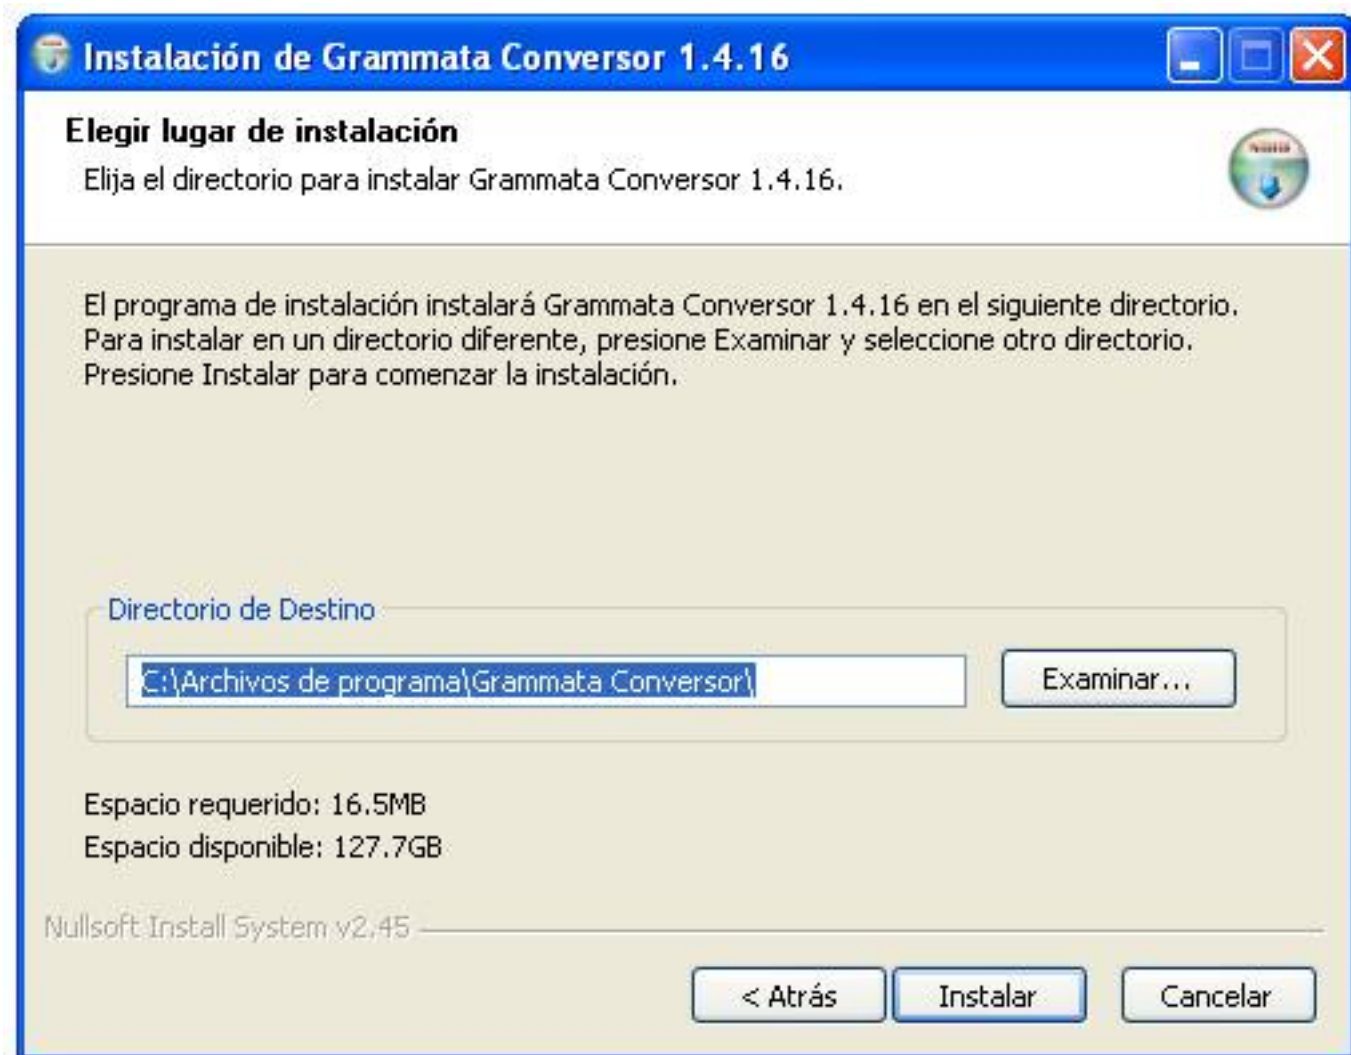 Instalación de Grammata Conversor 1.4.16
Elegir lugar de instalación
Elija el directorio para instalar Grammata Conversor 1.4.16.
El programa de instalación instalará Grammata Conversor 1.4.16 en el siguiente directorio.
Para instalar en un directorio diferente, presione Examinar y seleccione otro directorio.
Presione Instalar para comenzar la instalación.
Directorio de Destino
C:\Archivos de programa\Grammata Conversor\
Examinar...
Espacio requerido: 16.5MB
Espacio disponible: 127.7GB
Nullsoft Install System v2.45
< Atrás
Instalar
Cancelar